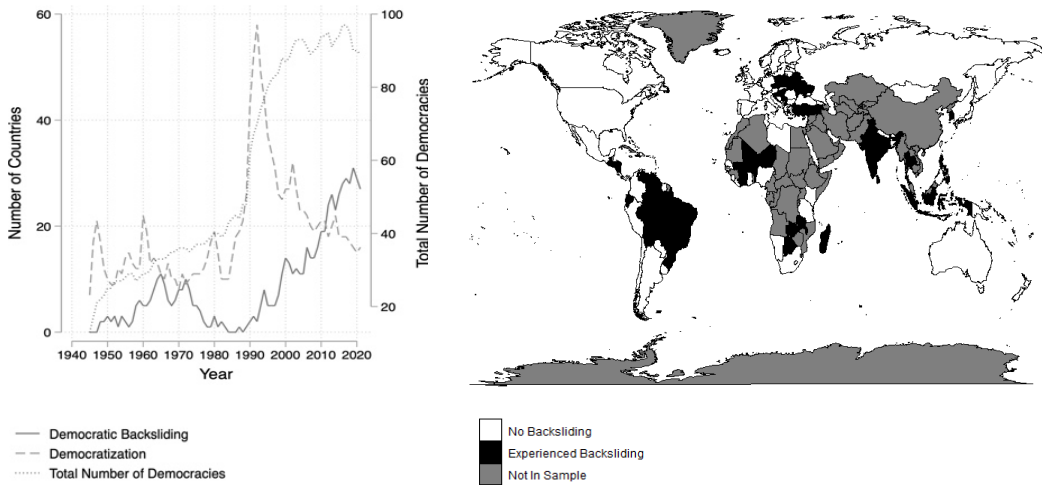 60
40
20
0
Number of Countries
100
80
60
40
20
Total Number of Democracies
1940 1950 1960 1970 1980 1990 2000 2010 2020
Year
Democratic Backsliding
Democratization
Total Number of Democracies
No Backsliding
Experienced Backsliding
Not In Sample